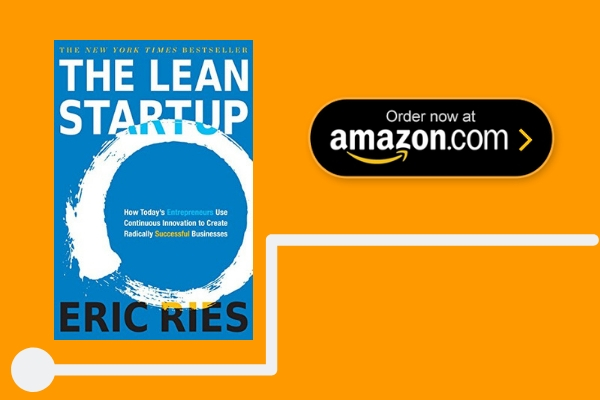 THE NEW YORK TIMES BESTSELLER
THE LEAN
STARTUP
How Today's Entrepreneurs Use
Continuous Innovation to Create
Radically Successful Businesses
ERIC RIES
Order now at
amazon.com